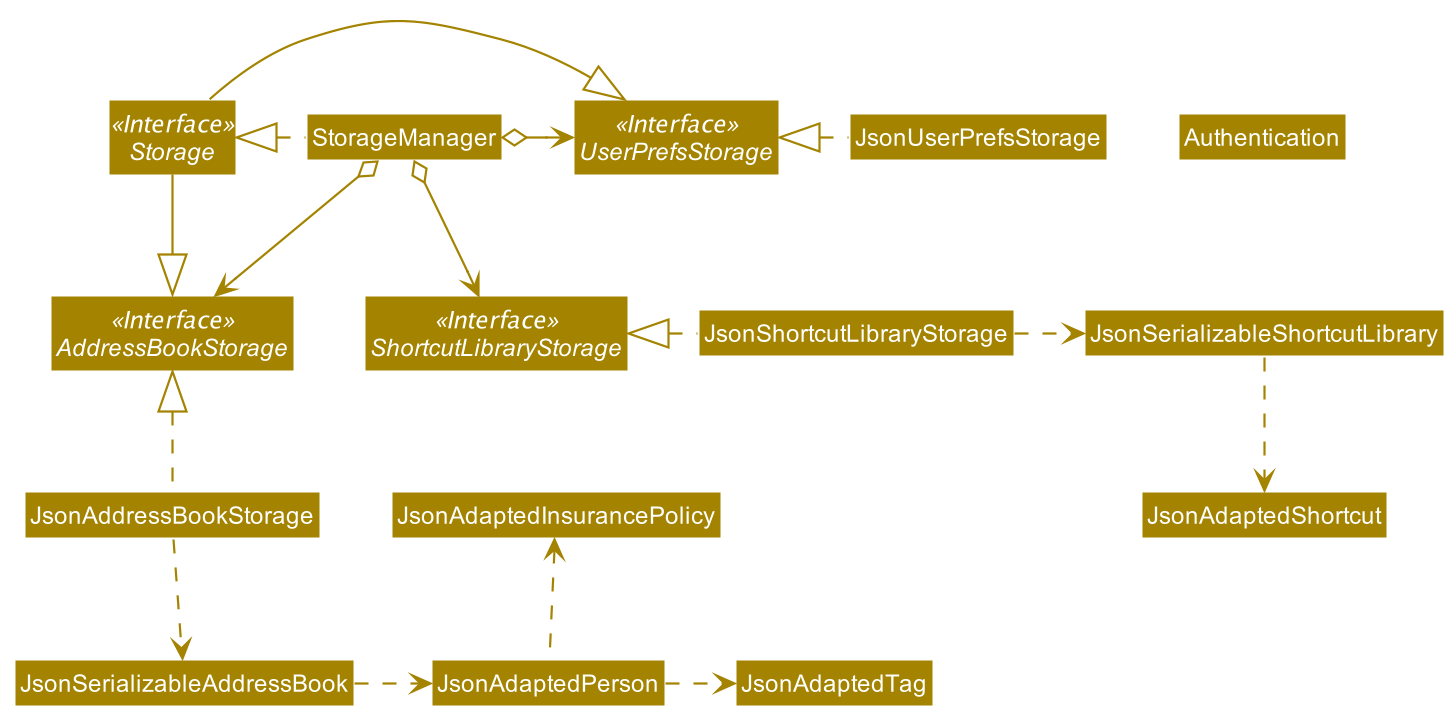 «Interface»
Storage
StorageManager
«Interface»
UserPrefsStorage
JsonUserPrefsStorage
Authentication
«Interface»
AddressBookStorage
«Interface»
ShortcutLibraryStorage
JsonShortcutLibraryStorage
JsonSerializableShortcutLibrary
JsonAddressBookStorage
JsonAdaptedInsurancePolicy
JsonAdaptedShortcut
JsonSerializableAddressBook
JsonAdaptedPerson
JsonAdaptedTag